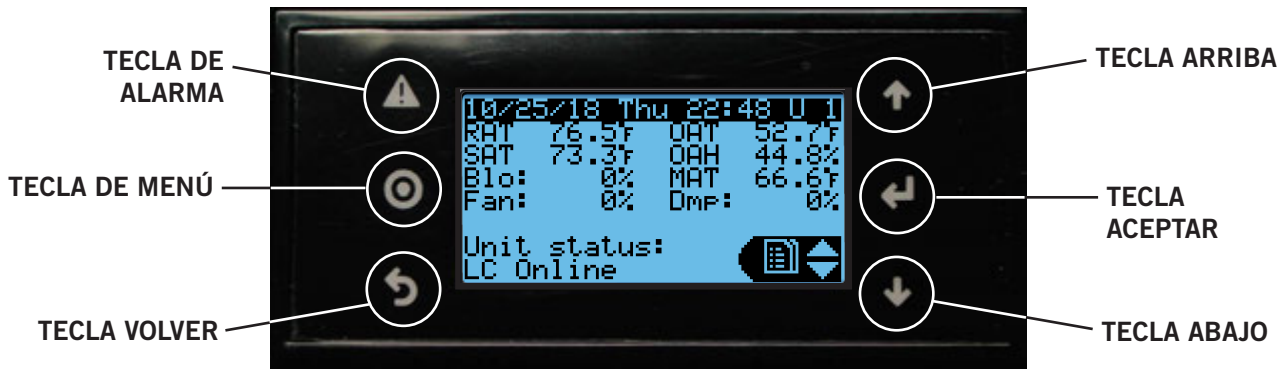 TECLA DE
ALARMA
TECLA DE MENÚ
TECLA VOLVER
10/25/18 Thu 22:48 U 1
RAT 76.5°F OAT 52.7°F
SAT 73.3°F OAH 44.8%
Blo: 0% MAT 66.6°F
Fan: 0% Dmp: 0%
Unit status:
LC Online
TECLA ARRIBA
TECLA
ACEPTAR
TECLA ABAJO